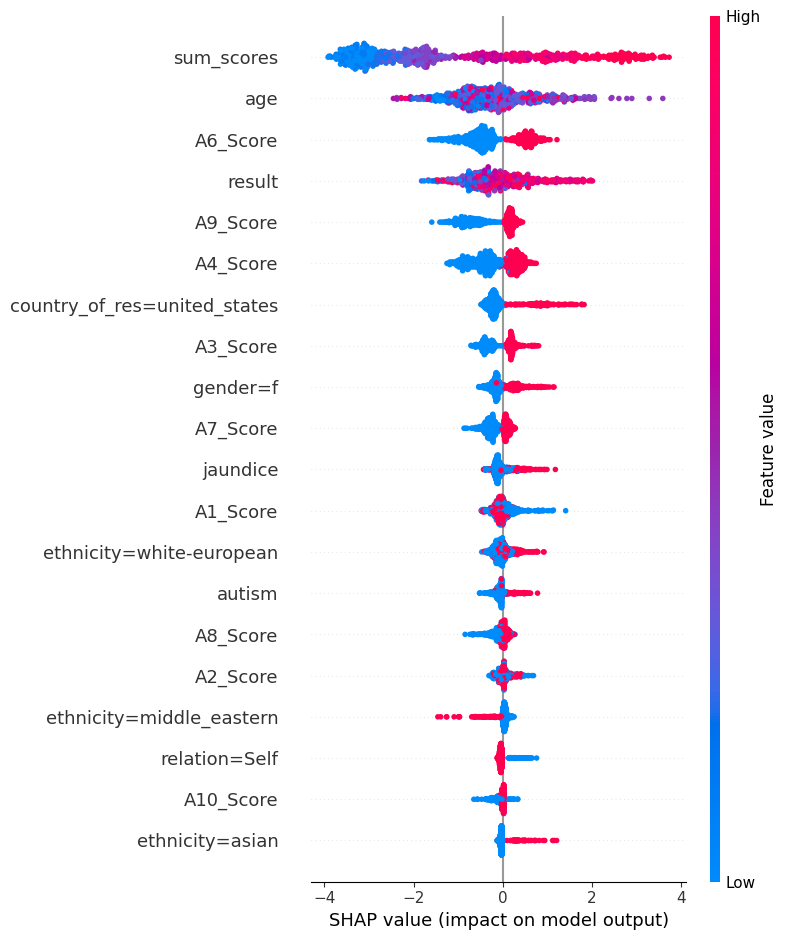 High
sum_scores
age
A6_Score
result
A9_Score
A4_Score
country_of_res=united_states
A3_Score
gender=f
A7_Score
jaundice
A1_Score
ethnicity=white-european
autism
A8_Score
A2_Score
ethnicity=middle_eastern
relation=Self
A10_Score
ethnicity=asian
Feature value
Low
−4 −2 0 2 4
SHAP value (impact on model output)